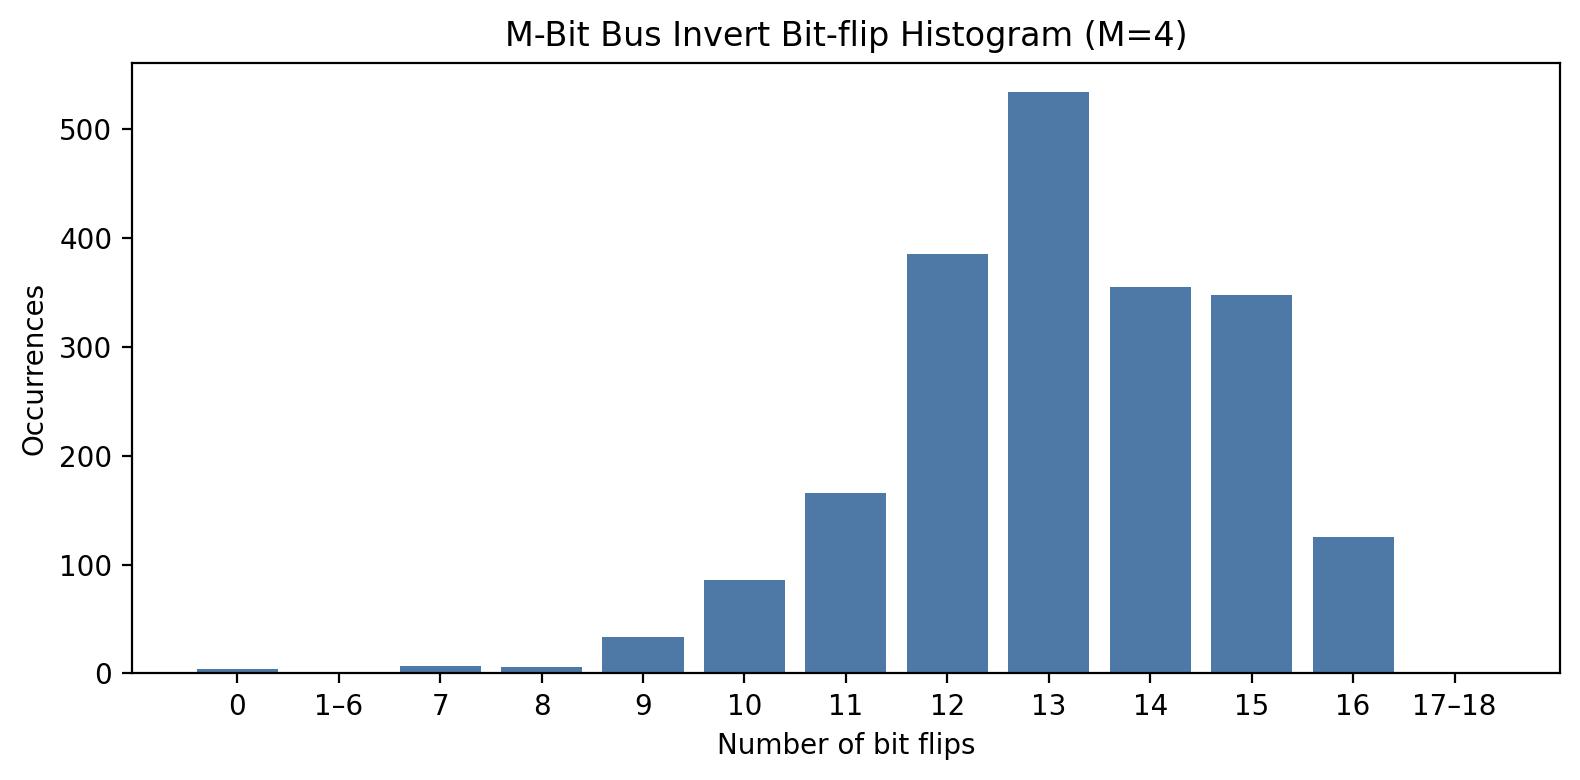 M-Bit Bus Invert Bit-flip Histogram (M=4)
Occurrences
500
400
300
200
100
0
0 1–6 7 8 9 10 11 12 13 14 15 16 17–18
Number of bit flips